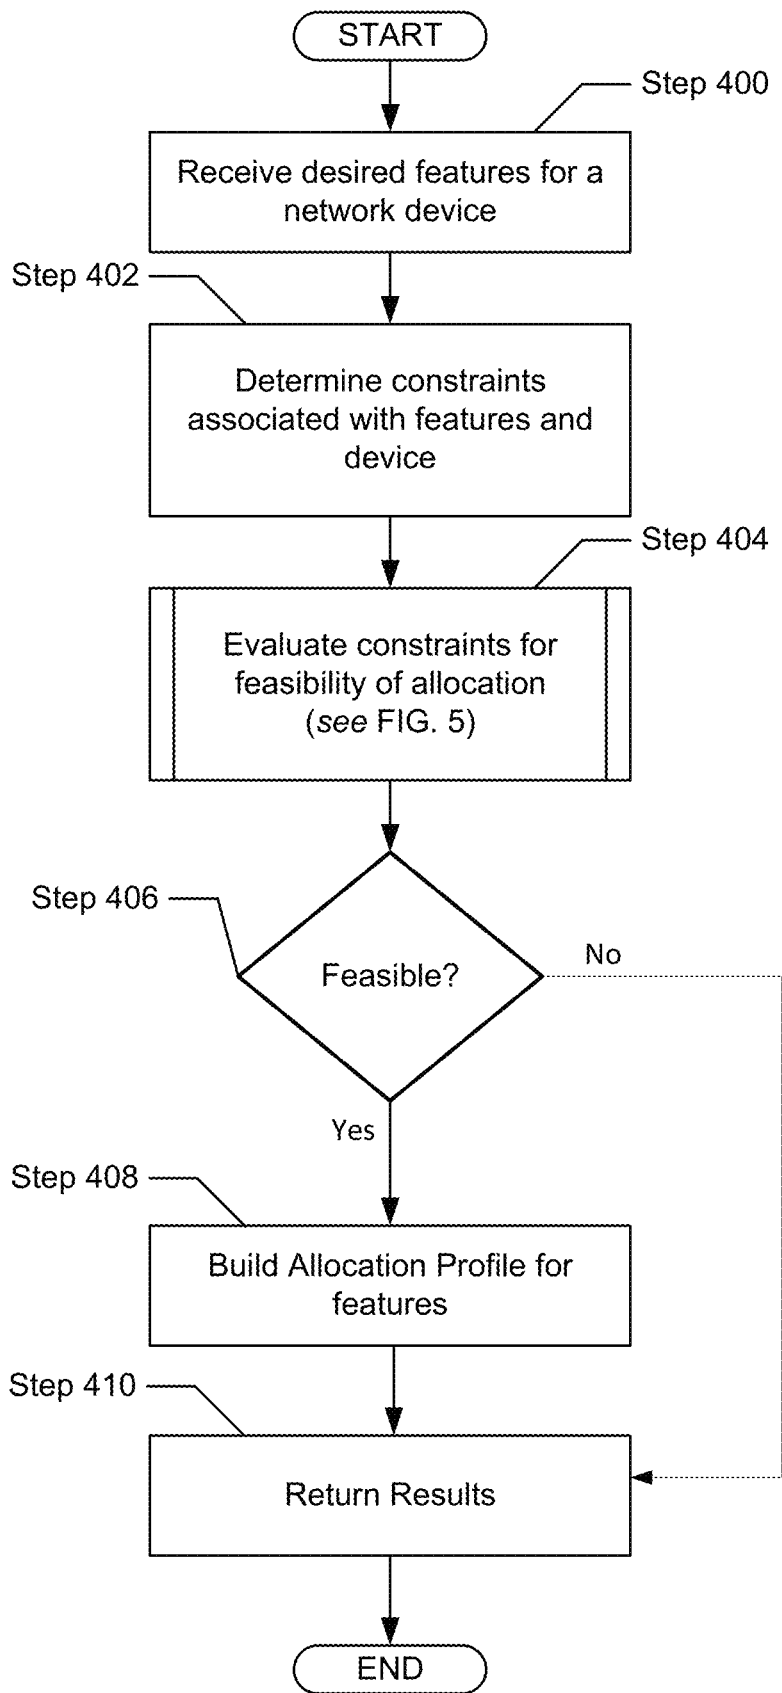 START
Step 400
Receive desired features for a
network device
Step 402
Determine constraints
associated with features and
device
Step 404
Evaluate constraints for
feasibility of allocation
(see FIG. 5)
Step 406
Feasible?
No
Yes
Step 408
Build Allocation Profile for
features
Step 410
Return Results
END